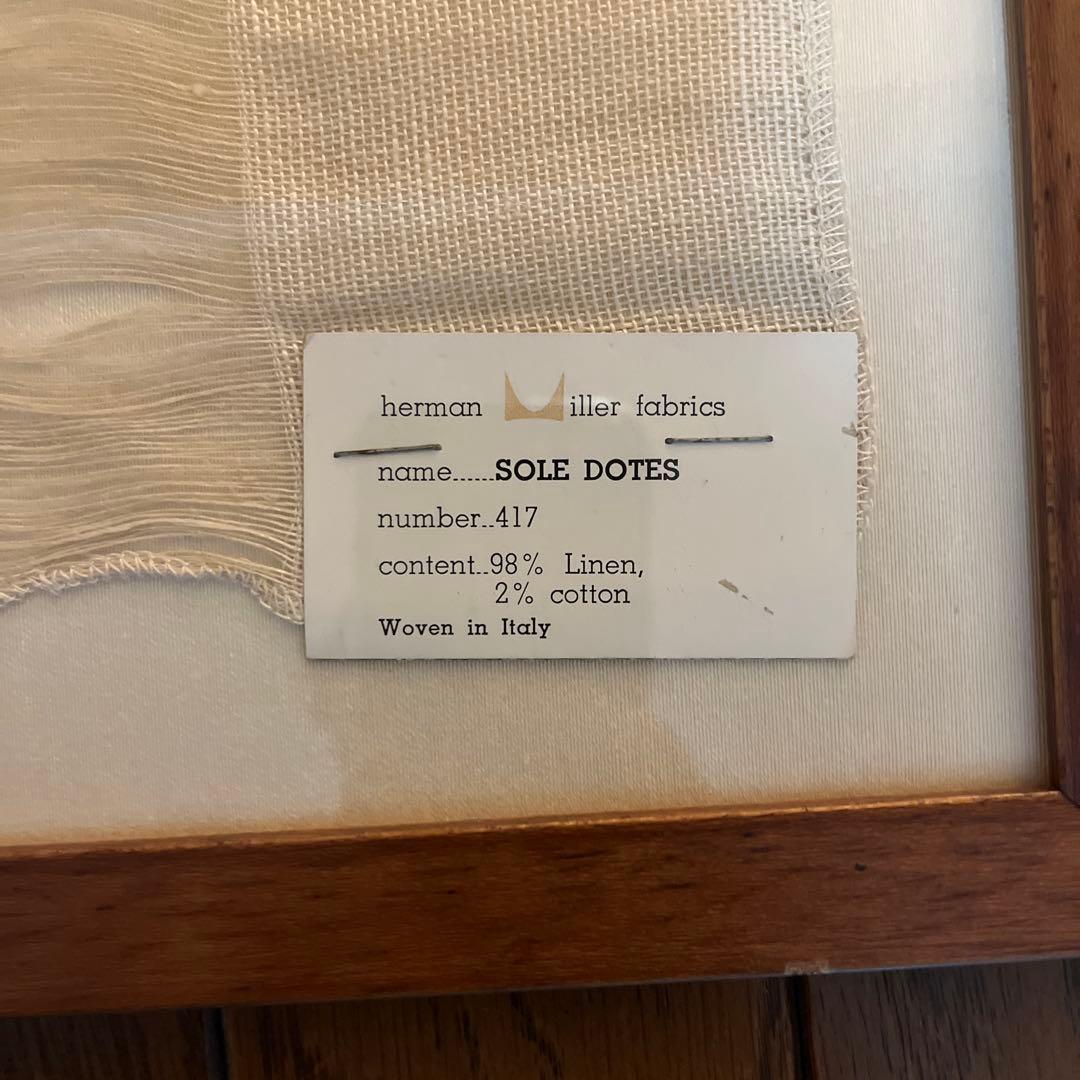 herman Miller fabrics
name......SOLE DOTES
number..417
content..98% Linen,
2% cotton
Woven in Italy